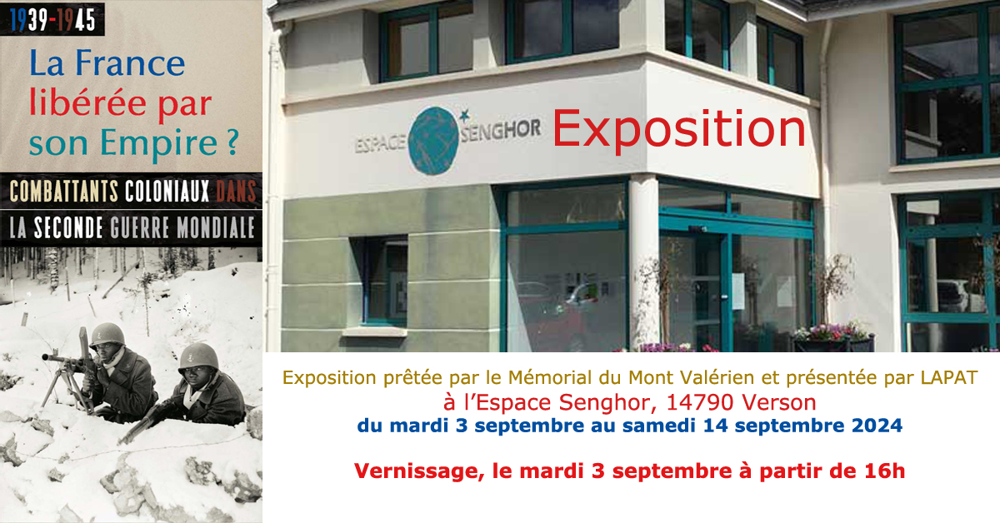 1939-1945
La France
libérée par
son Empire ?
COMBATTANTS COLONIAUX DANS
LA SECONDE GUERRE MONDIALE
ESPACE SENGHOR
Exposition
Exposition prêtée par le Mémorial du Mont Valérien et présentée par LAPAT
à l’Espace Senghor, 14790 Verson
du mardi 3 septembre au samedi 14 septembre 2024
Vernissage, le mardi 3 septembre à partir de 16h